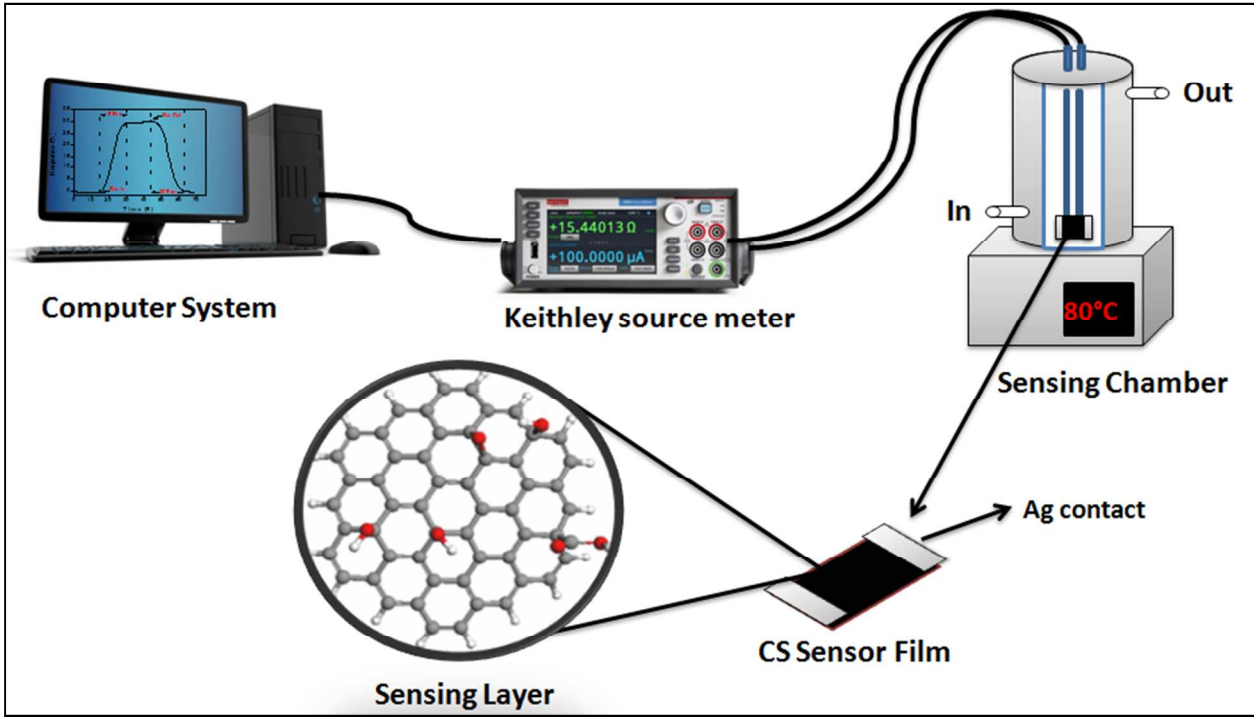 Out
In
+15.44013 Ω
+100.0000 µA
80°C
Computer System
Keithley source meter
Sensing Chamber
Ag contact
CS Sensor Film
Sensing Layer